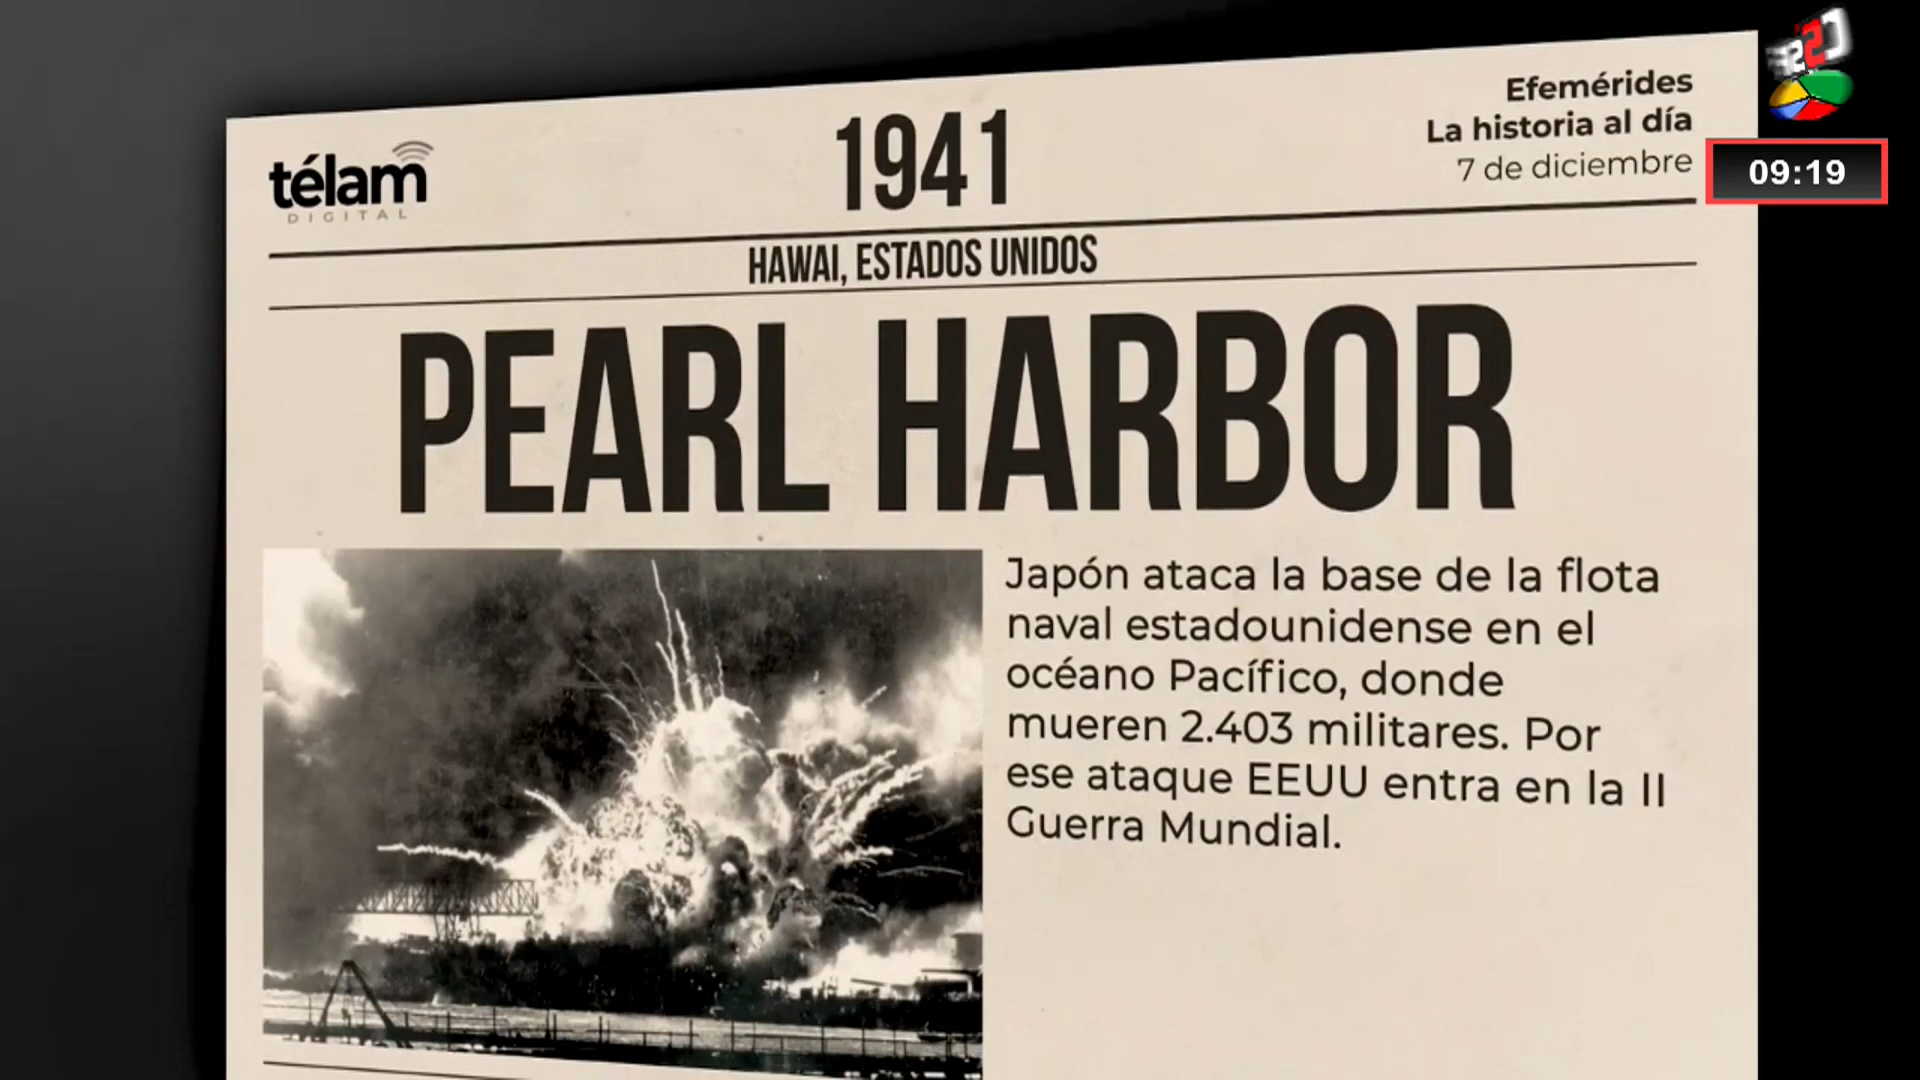 télam
DIGITAL
1941
Efemérides
La historia al día
7 de diciembre
09:19
HAWAI, ESTADOS UNIDOS
PEARL HARBOR
Japón ataca la base de la flota
naval estadounidense en el
océano Pacífico, donde
mueren 2.403 militares. Por
ese ataque EEUU entra en la II
Guerra Mundial.